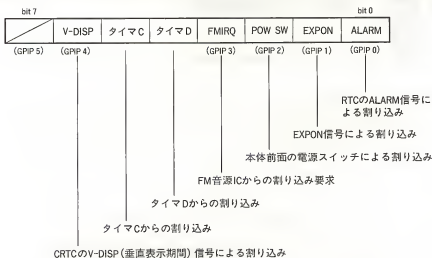 bit 7
bit 0
V-DISP タイマC タイマD FMIRQ POW SW EXPON ALARM
(GPIP 5) (GPIP 4) (GPIP 3) (GPIP 2) (GPIP 1) (GPIP 0)
RTCのALARM信号に
よる割り込み
EXPON信号による割り込み
本体前面の電源スイッチによる割り込み
FM音源ICからの割り込み要求
タイマDからの割り込み
タイマCからの割り込み
CRTCのV-DISP(垂直表示期間)信号による割り込み